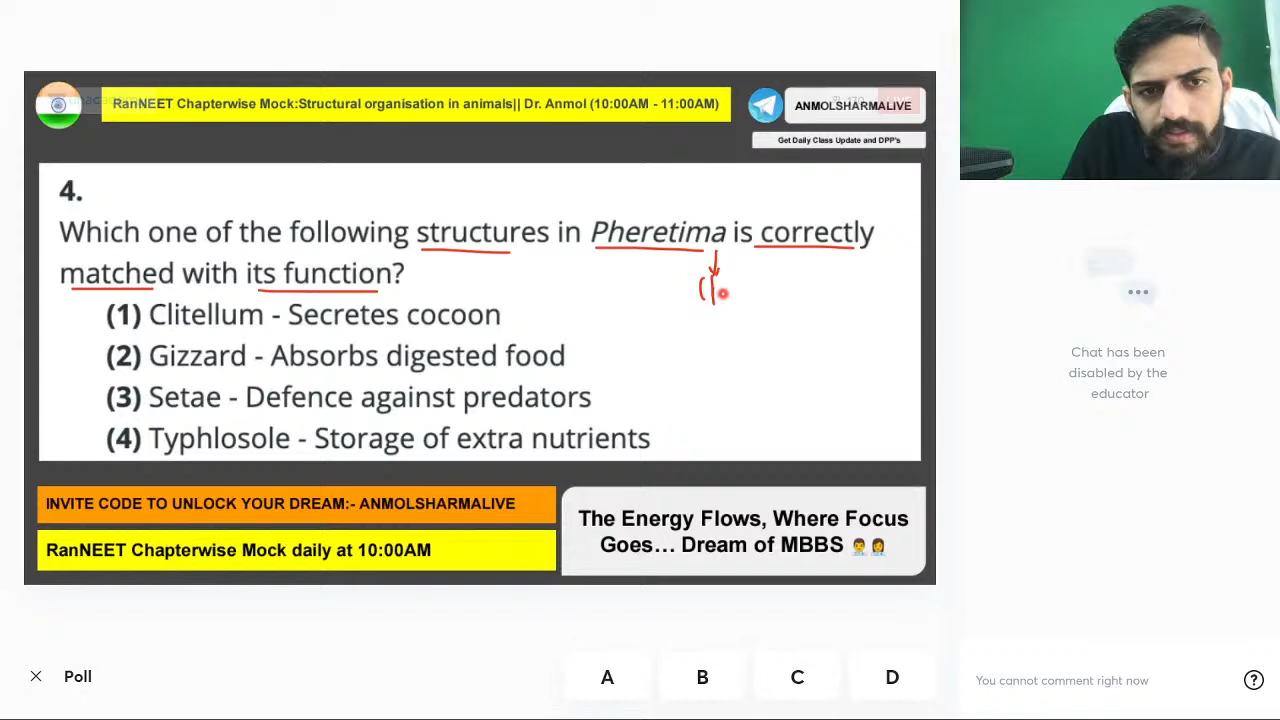 RanNEET Chapterwise Mock:Structural organisation in animals|| Dr. Anmol (10:00AM - 11:00AM)
ANMOLSHARMALIVE
Get Daily Class Update and DPP's
4.
Which one of the following structures in Pheretima is correctly
matched with its function?
(1) Clitellum - Secretes cocoon
(2) Gizzard - Absorbs digested food
(3) Setae - Defence against predators
(4) Typhlosole - Storage of extra nutrients
INVITE CODE TO UNLOCK YOUR DREAM:- ANMOLSHARMALIVE
RanNEET Chapterwise Mock daily at 10:00AM
The Energy Flows, Where Focus
Goes... Dream of MBBS
Chat has been
disabled by the
educator
Poll
A
B
C
D
You cannot comment right now